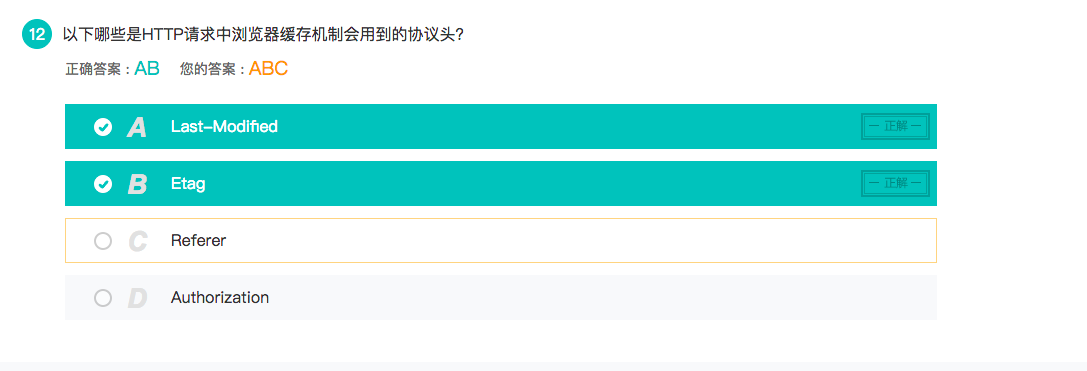 12 以下哪些是HTTP请求中浏览器缓存机制会用到的协议头?
正确答案：AB 您的答案：ABC
A Last-Modified 正解
B Etag 正解
C Referer
D Authorization